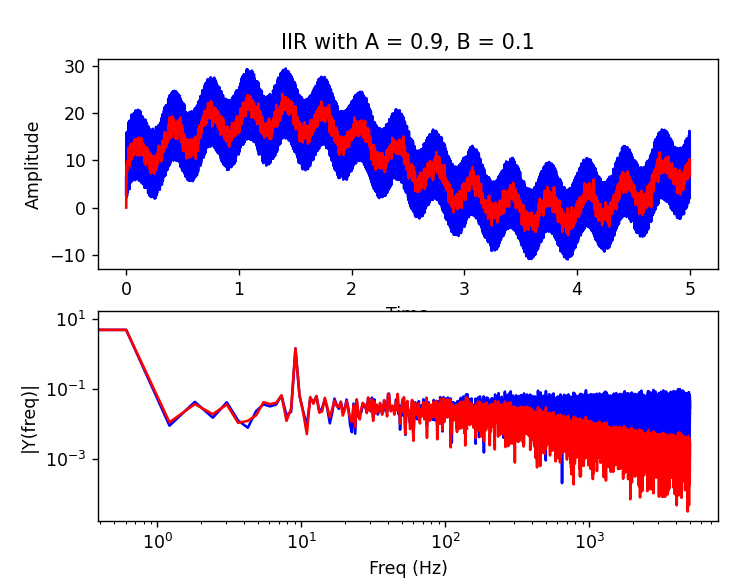 IIR with A = 0.9, B = 0.1
30
20
10
0
−10
Amplitude
0 1 2 3 4 5
Time
10¹
10⁻¹
10⁻³
|Y(freq)|
10⁰ 10¹ 10² 10³
Freq (Hz)